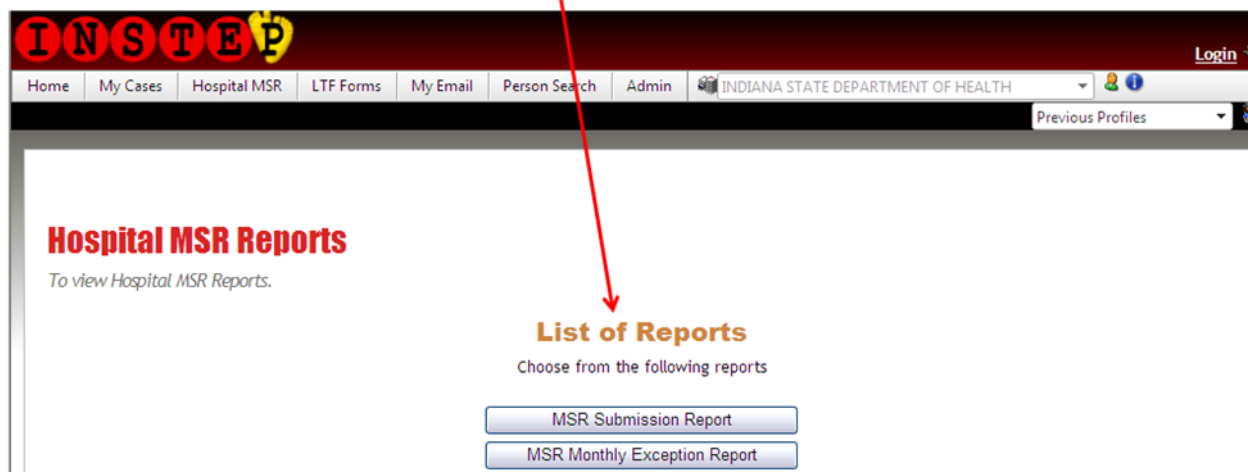 INSTEP
Login
Home My Cases Hospital MSR LTF Forms My Email Person Search Admin INDIANA STATE DEPARTMENT OF HEALTH
Previous Profiles
Hospital MSR Reports
To view Hospital MSR Reports.
List of Reports
Choose from the following reports
MSR Submission Report
MSR Monthly Exception Report